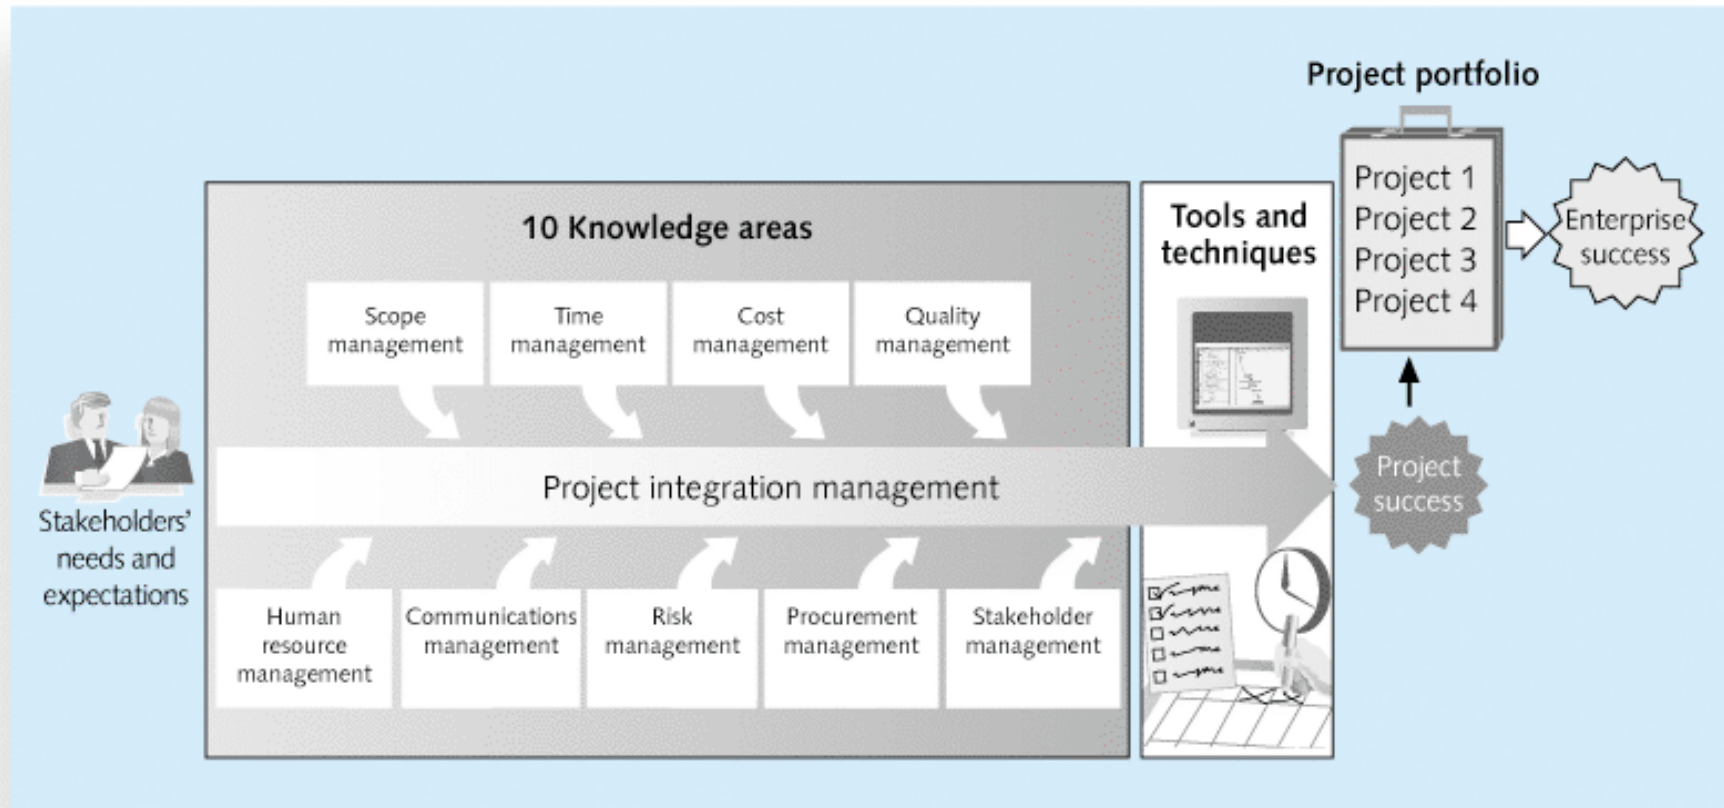 Project portfolio
Project 1
Project 2
Project 3
Project 4
Enterprise
success
10 Knowledge areas
Tools and
techniques
Scope
management
Time
management
Cost
management
Quality
management
Project integration management
Project
success
Stakeholders’
needs and
expectations
Human
resource
management
Communications
management
Risk
management
Procurement
management
Stakeholder
management